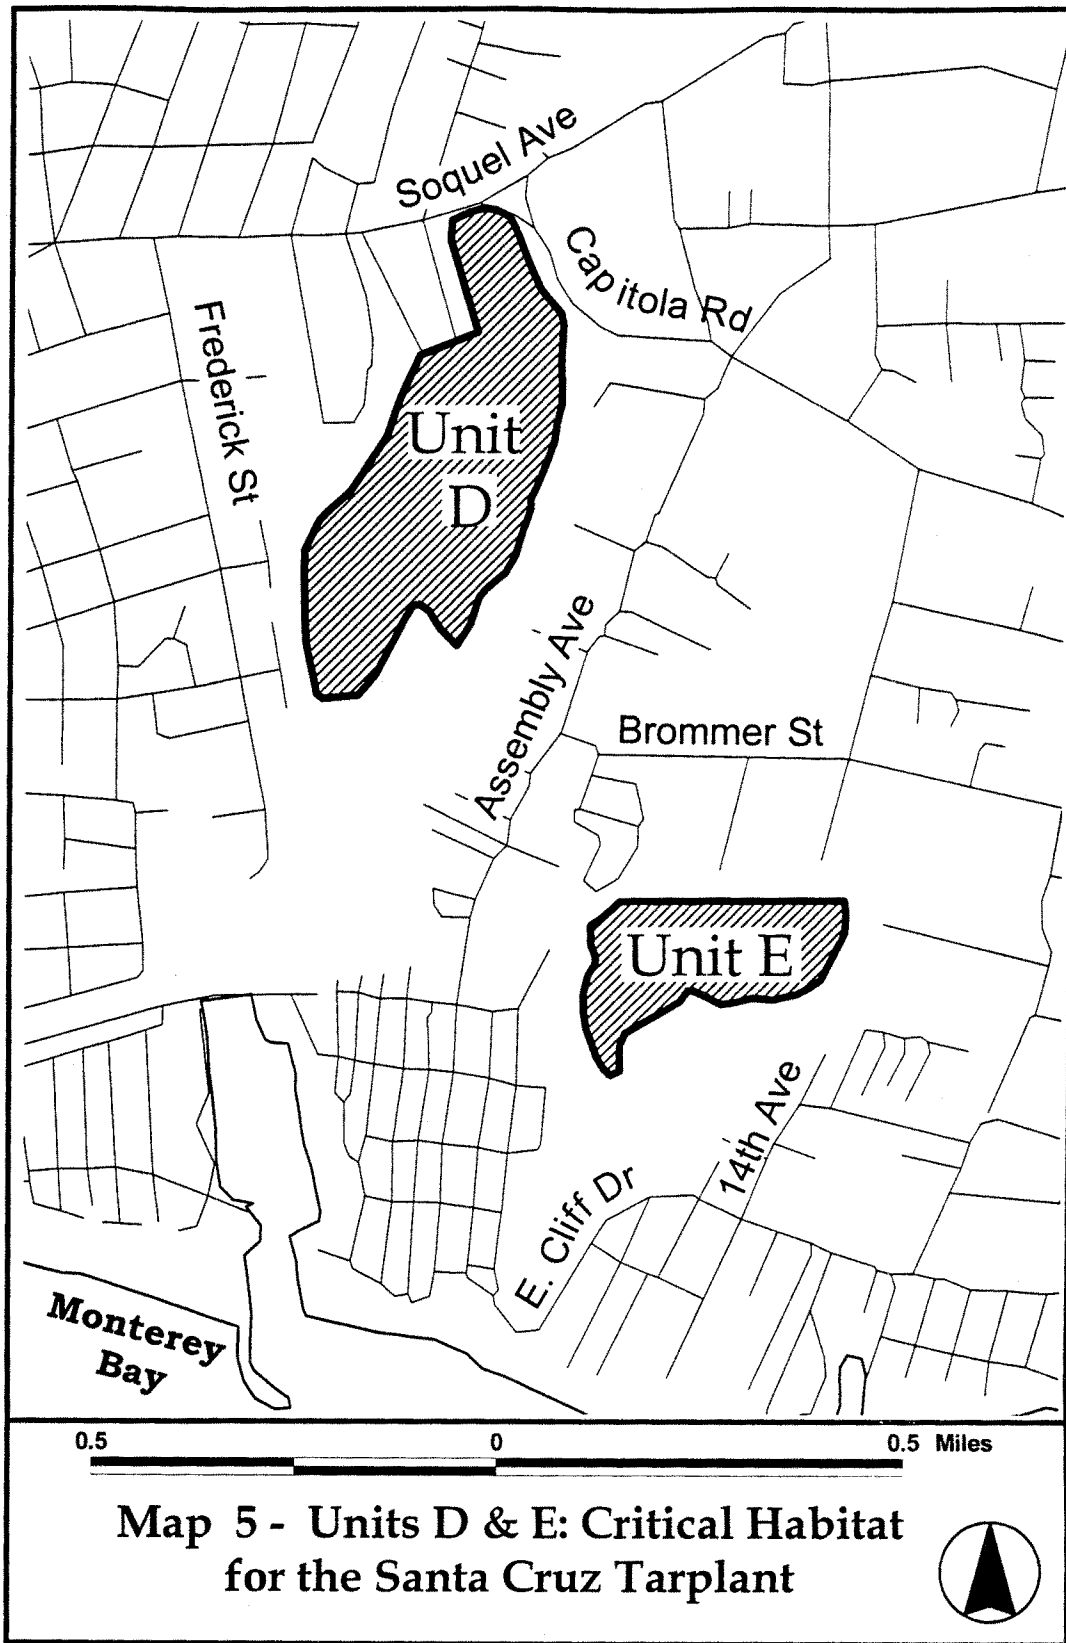 Soquel Ave
Capitola Rd
Frederick St
Unit
D
Assembly Ave
Brommer St
Unit E
14th Ave
E. Cliff Dr
Monterey
Bay
0.5 0 0.5 Miles
Map 5 - Units D & E: Critical Habitat
for the Santa Cruz Tarplant